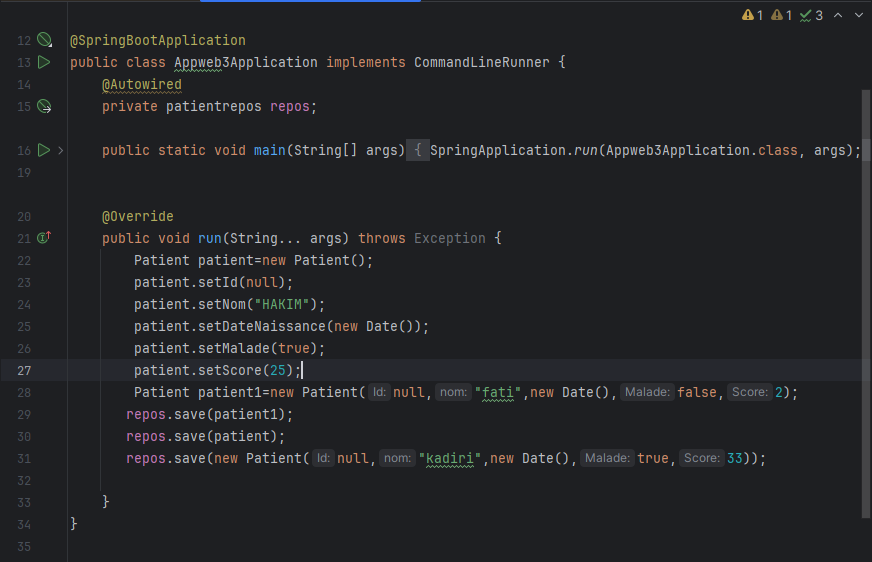 1 1 3
12 @SpringBootApplication
13 public class Appweb3Application implements CommandLineRunner {
14 @Autowired
15 private patientrepos repos;
16 public static void main(String[] args) { SpringApplication.run(Appweb3Application.class, args);
19
20 @Override
21 public void run(String... args) throws Exception {
22 Patient patient=new Patient();
23 patient.setId(null);
24 patient.setNom("HAKIM");
25 patient.setDateNaissance(new Date());
26 patient.setMalade(true);
27 patient.setScore(25);
28 Patient patient1=new Patient( Id: null, nom: "fati",new Date(), Malade: false, Score: 2);
29 repos.save(patient1);
30 repos.save(patient);
31 repos.save(new Patient( Id: null, nom: "kadiri",new Date(), Malade: true, Score: 33));
32
33 }
34 }
35